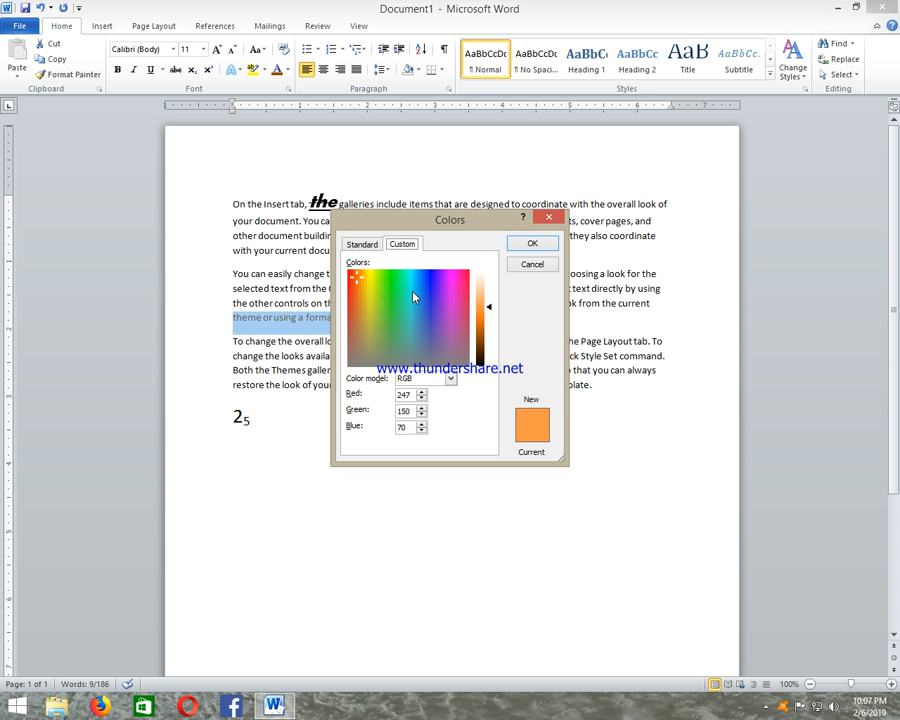 Document1 - Microsoft Word
File Home Insert Page Layout References Mailings Review View
Paste Cut Copy Format Painter Clipboard
Calibri (Body) 11 Font
Paragraph
AaBbCcDc AaBbCcDc AaBbCc AaBbCc AaB AaBbCc.
¶ Normal ¶ No Spaci... Heading 1 Heading 2 Title Subtitle
Change Styles Styles
Find Replace Select Editing
On the Insert tab, the galleries include items that are designed to coordinate with the overall look of
your document. You ca ts, cover pages, and
other document buildin they also coordinate
with your current docu
You can easily change t hoosing a look for the
selected text from the t text directly by using
the other controls on th ok from the current
theme or using a forma
To change the overall lo the Page Layout tab. To
change the looks availa ck Style Set command.
Both the Themes galler o that you can always
restore the look of your plate.
25
Colors
?
Standard Custom
OK
Cancel
Colors:
www.thundershare.net
Color model: RGB
Red: 247
Green: 150
Blue: 70
New
Current
Page: 1 of 1 Words: 9/186 100%
10:07 PM
2/6/2019